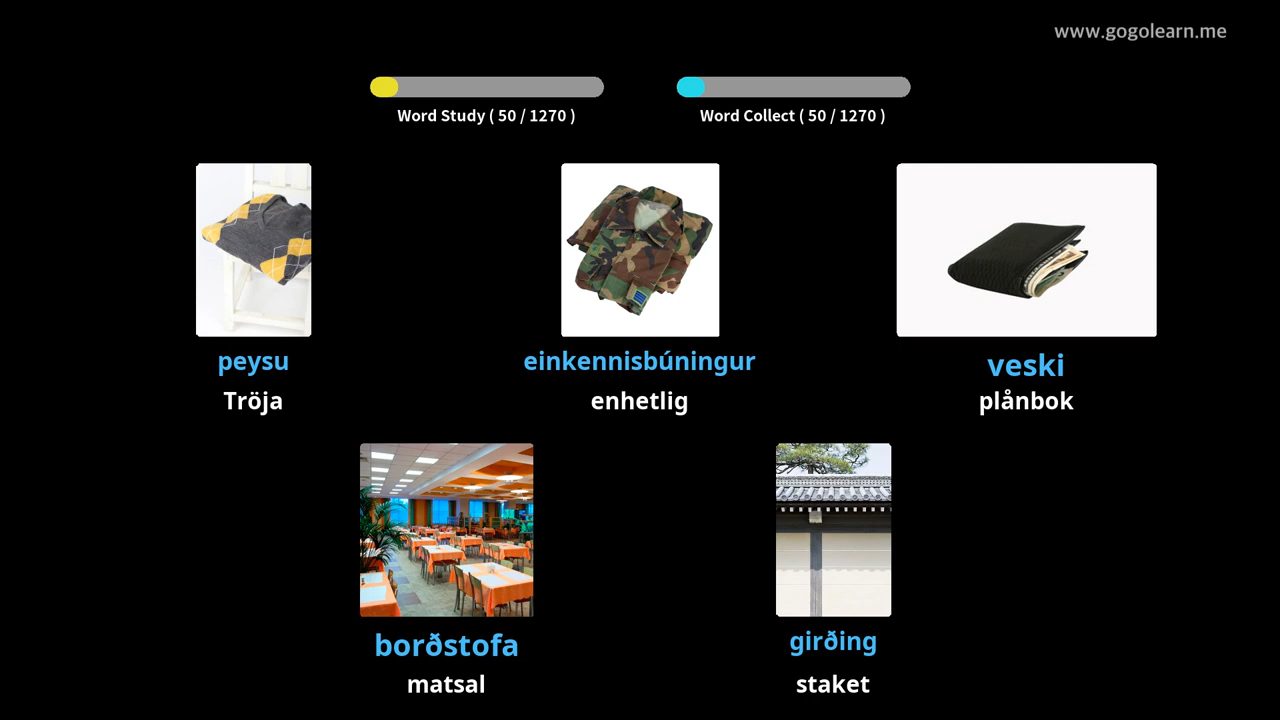 www.gogolearn.me
Word Study ( 50 / 1270 )
Word Collect ( 50 / 1270 )
peysu
Tröja
einkennisbúningur
enhetlig
veski
plånbok
borðstofa
matsal
girðing
staket